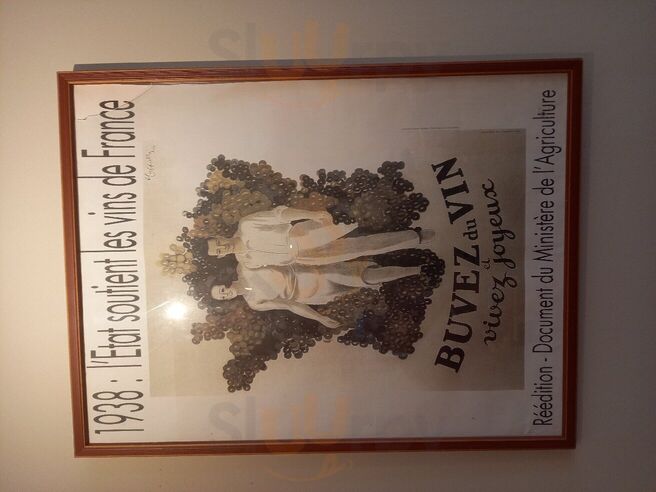 1938 : l'Etat soutient les vins de France
BUVEZ du VIN
et
vivez joyeux
Réédition - Document du Ministère de l'Agriculture